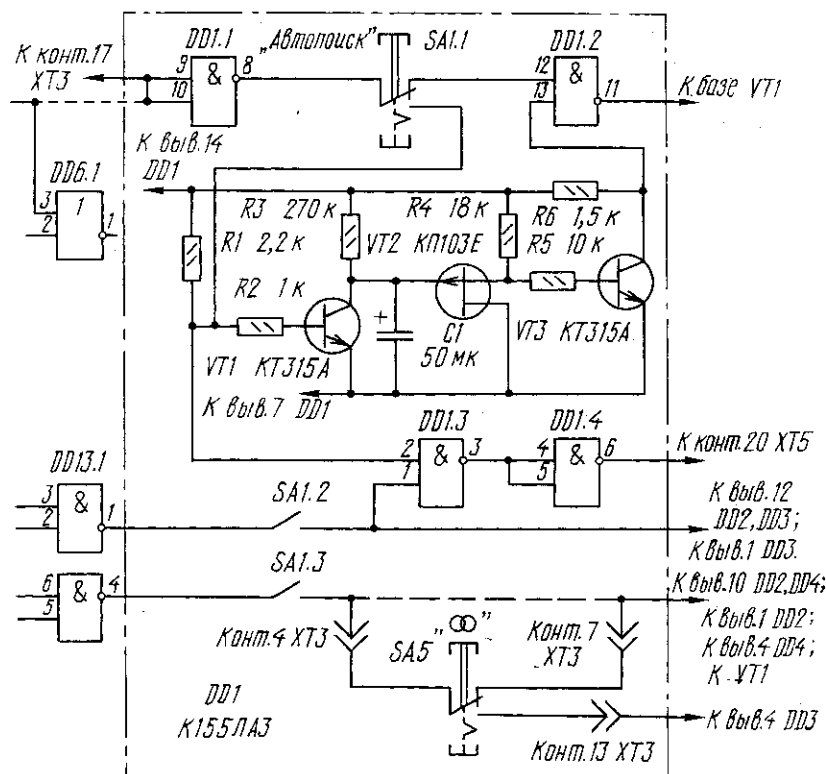 DD1.1 „Автопоиск" SA1.1 DD1.2
К конт.17
ХТ3
9 & 8
10
12 &
13 11
К базе VT1
К выв.14
DD1
DD6.1
3 1
2 1
R3 270 к R4 18 к R6 1,5 к
R1 2,2 к VT2 КП103Е R5 10 к
R2 1 к
+
VT1 КТ315А С1 VT3 КТ315А
50 мк
К выв.7 DD1
DD1.3 DD1.4
2 & 3 4 & 6
1 5
К конт.20 ХТ5
DD13.1
3 & 1
2
SA1.2
К выв.12
DD2,DD3;
К выв.1 DD3.
6 & 4
5
SA1.3
К выв.10 DD2,DD4;
К выв.1 DD2;
К выв.4 DD4;
К VT1
Конт.4 ХТ3 SA5 Конт.7
ХТ3
DD1
К155ЛА3
К выв.4 DD3
Конт.13 ХТ3